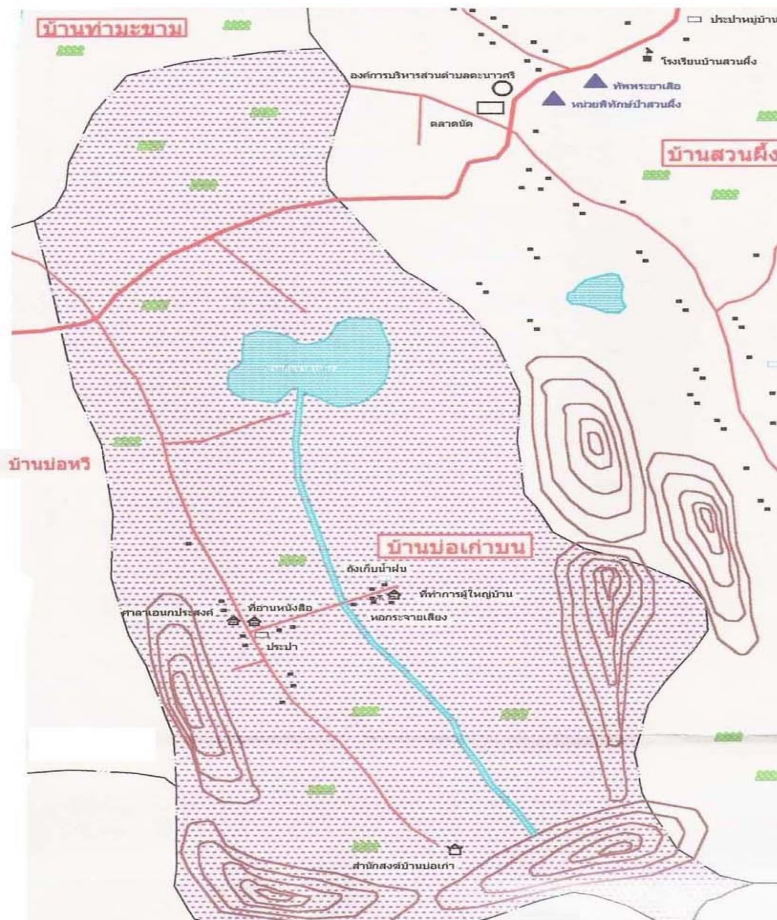 บ้านท่ามะขาม
ประปาหมู่บ้าน
โรงเรียนบ้านสวนผึ้ง
องค์การบริหารส่วนตำบลตะนาวศรี
ทัพพระยาเสือ
หน่วยพิทักษ์ป่าสวนผึ้ง
ตลาดนัด
บ้านสวนผึ้ง
บ้านบ่อหวี
บ้านบ่อเก่าบน
ถังเก็บน้ำฝน
ที่ทำการผู้ใหญ่บ้าน
ศาลาเอนกประสงค์
ที่อ่านหนังสือ
หอกระจายเสียง
ประปา
สำนักสงฆ์บ้านบ่อเก่า